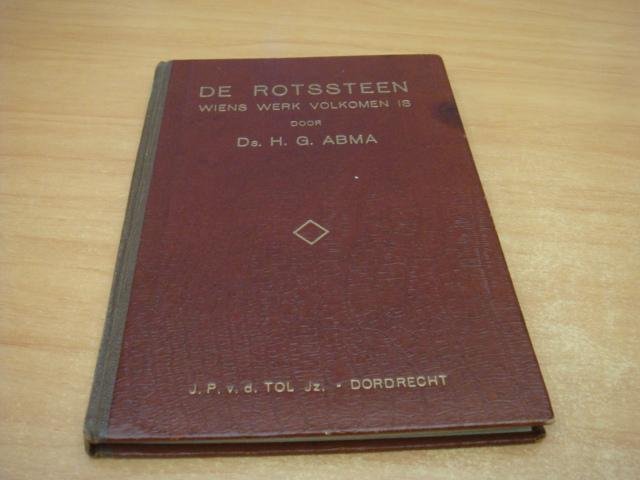 DE ROTSSTEEN
WIENS WERK VOLKOMEN IS
DOOR
Ds. H. G. ABMA
J. P. v. d. TOL Jz. - DORDRECHT